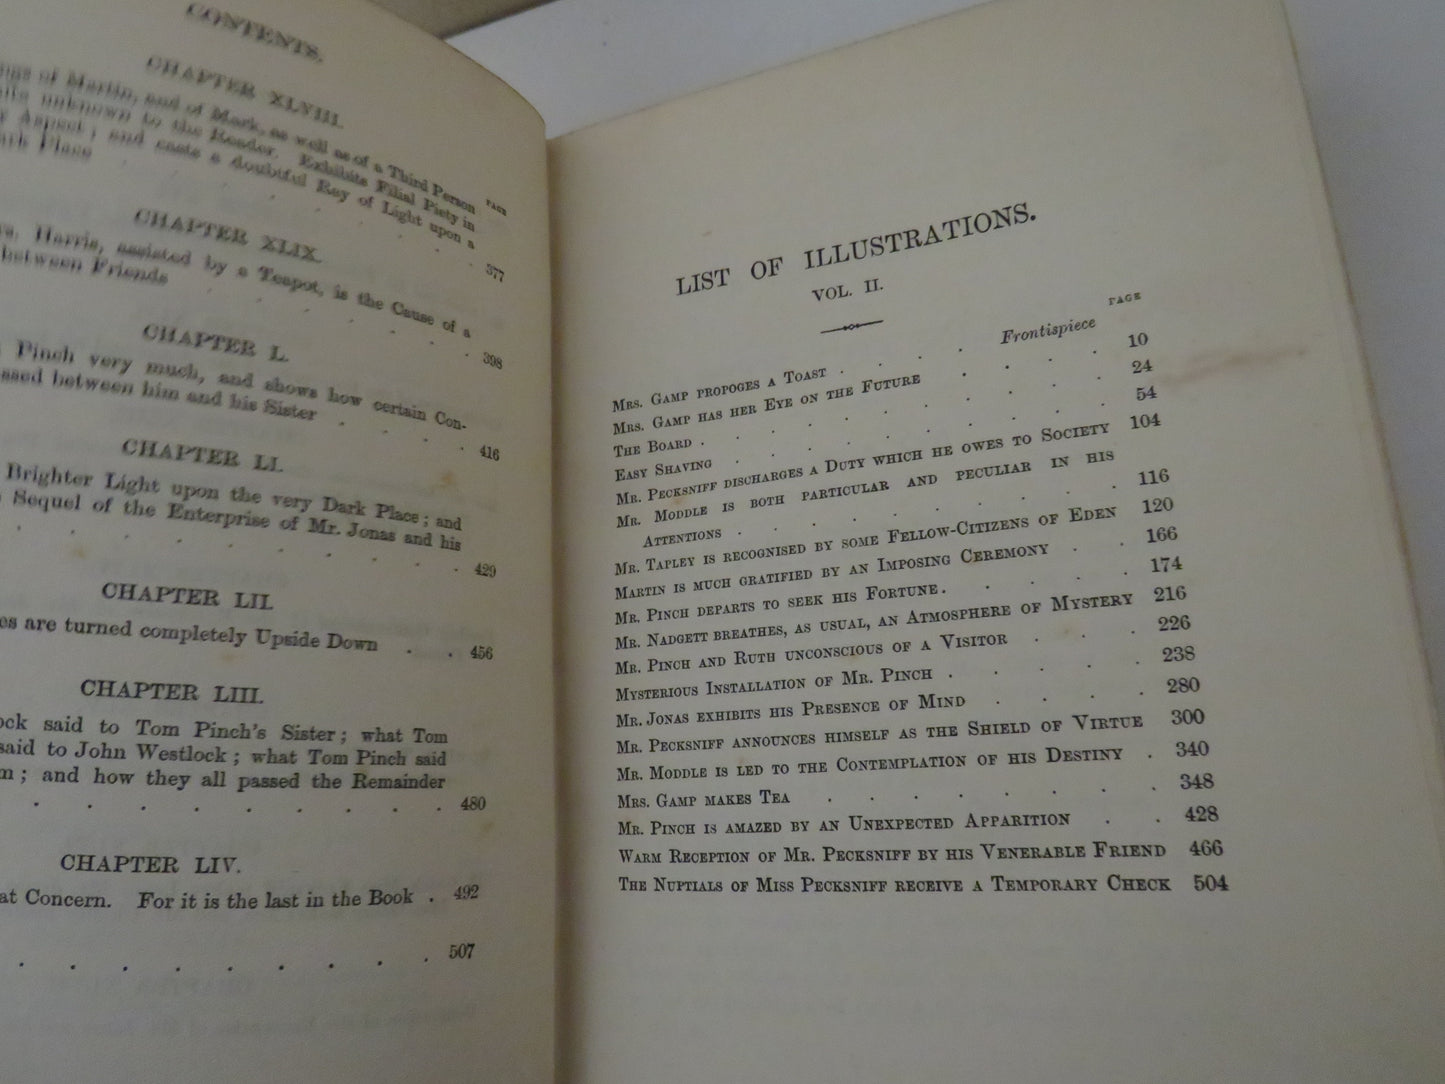 CONTENTS.
CHAPTER XLVIII.
of Martin, and of Mark, as well as of a Third Person
unknown to the Reader. Exhibits Filial Piety in
Aspect; and casts a doubtful Ray of Light upon a
Place
PAGE
377
CHAPTER XLIX.
Harris, assisted by a Teapot, is the Cause of a
between Friends
398
CHAPTER L.
Pinch very much, and shows how certain Con-
between him and his Sister
416
CHAPTER LI.
Brighter Light upon the very Dark Place; and
Sequel of the Enterprise of Mr. Jonas and his
429
CHAPTER LII.
are turned completely Upside Down . . 456
CHAPTER LIII.
said to Tom Pinch's Sister; what Tom
said to John Westlock; what Tom Pinch said
; and how they all passed the Remainder
480
CHAPTER LIV.
Concern. For it is the last in the Book . 492
507
LIST OF ILLUSTRATIONS.
VOL. II.
PAGE
MRS. GAMP PROPOGES A TOAST . . . . Frontispiece
MRS. GAMP HAS HER EYE ON THE FUTURE . . . . 10
THE BOARD . . . . . . . . 24
EASY SHAVING . . . . . . . . 54
MR. PECKSNIFF DISCHARGES A DUTY WHICH HE OWES TO SOCIETY 104
MR. MODDLE IS BOTH PARTICULAR AND PECULIAR IN HIS
ATTENTIONS . . . . . . . . 116
MR. TAPLEY IS RECOGNISED BY SOME FELLOW-CITIZENS OF EDEN 120
MARTIN IS MUCH GRATIFIED BY AN IMPOSING CEREMONY . . 166
MR. PINCH DEPARTS TO SEEK HIS FORTUNE . . . . . 174
MR. NADGETT BREATHES, AS USUAL, AN ATMOSPHERE OF MYSTERY 216
MR. PINCH AND RUTH UNCONSCIOUS OF A VISITOR . . . 226
MYSTERIOUS INSTALLATION OF MR. PINCH . . . . . 238
MR. JONAS EXHIBITS HIS PRESENCE OF MIND . . . . 280
MR. PECKSNIFF ANNOUNCES HIMSELF AS THE SHIELD OF VIRTUE 300
MR. MODDLE IS LED TO THE CONTEMPLATION OF HIS DESTINY . 340
MRS. GAMP MAKES TEA . . . . . . . . 348
MR. PINCH IS AMAZED BY AN UNEXPECTED APPARITION . . 428
WARM RECEPTION OF MR. PECKSNIFF BY HIS VENERABLE FRIEND 466
THE NUPTIALS OF MISS PECKSNIFF RECEIVE A TEMPORARY CHECK 504